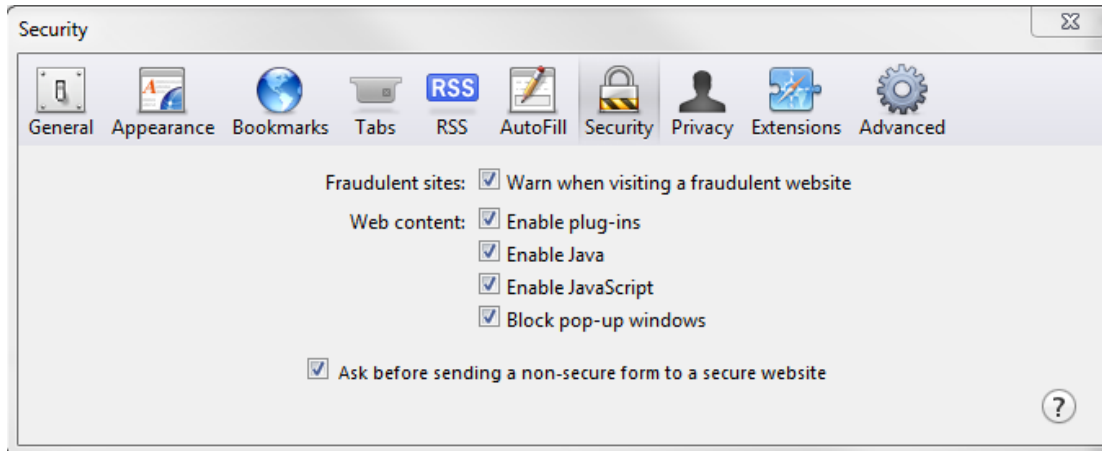 Security
RSS
General Appearance Bookmarks Tabs RSS AutoFill Security Privacy Extensions Advanced
Fraudulent sites: Warn when visiting a fraudulent website
Web content: Enable plug-ins
Enable Java
Enable JavaScript
Block pop-up windows
Ask before sending a non-secure form to a secure website
?